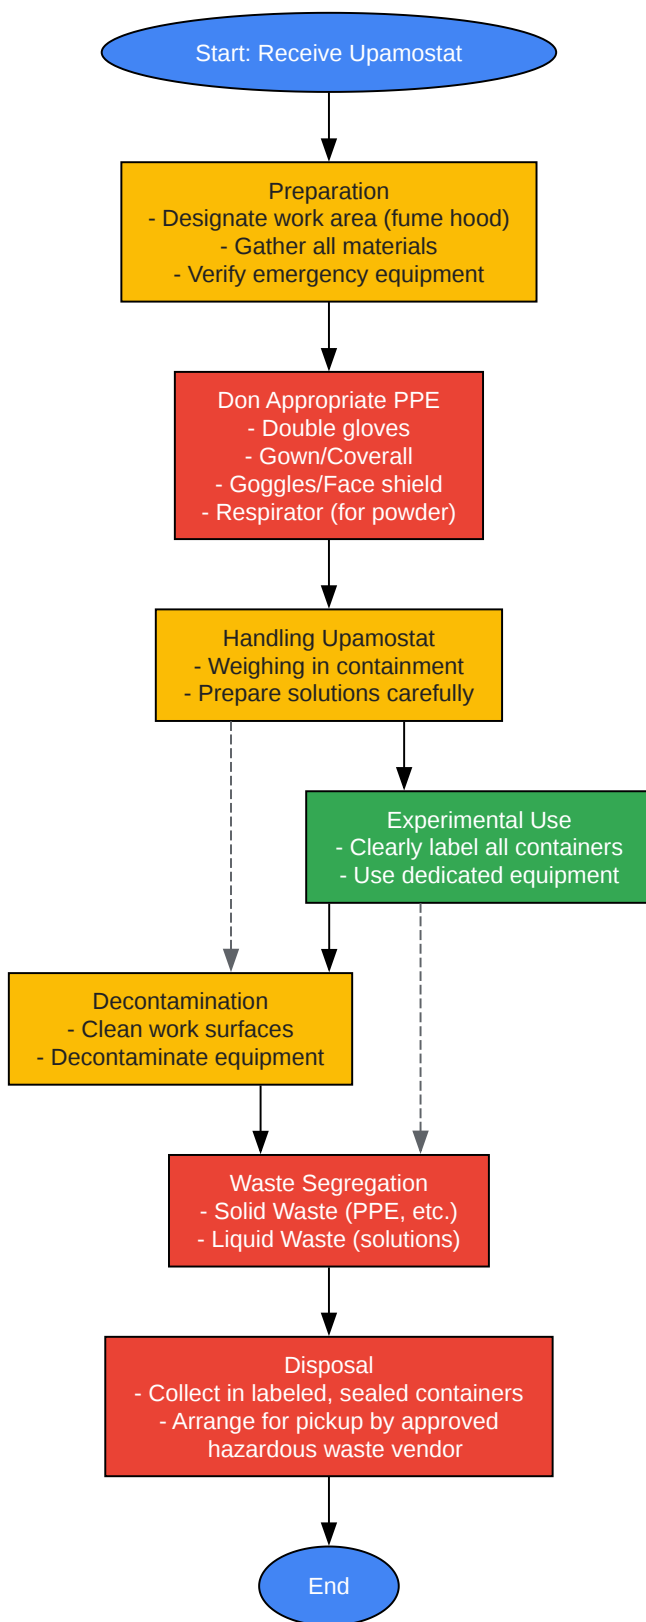 Start: Receive Upamostat
Preparation
- Designate work area (fume hood)
- Gather all materials
- Verify emergency equipment
Don Appropriate PPE
- Double gloves
- Gown/Coverall
- Goggles/Face shield
- Respirator (for powder)
Handling Upamostat
- Weighing in containment
- Prepare solutions carefully
Experimental Use
- Clearly label all containers
- Use dedicated equipment
Decontamination
- Clean work surfaces
- Decontaminate equipment
Waste Segregation
- Solid Waste (PPE, etc.)
- Liquid Waste (solutions)
Disposal
- Collect in labeled, sealed containers
- Arrange for pickup by approved
hazardous waste vendor
End